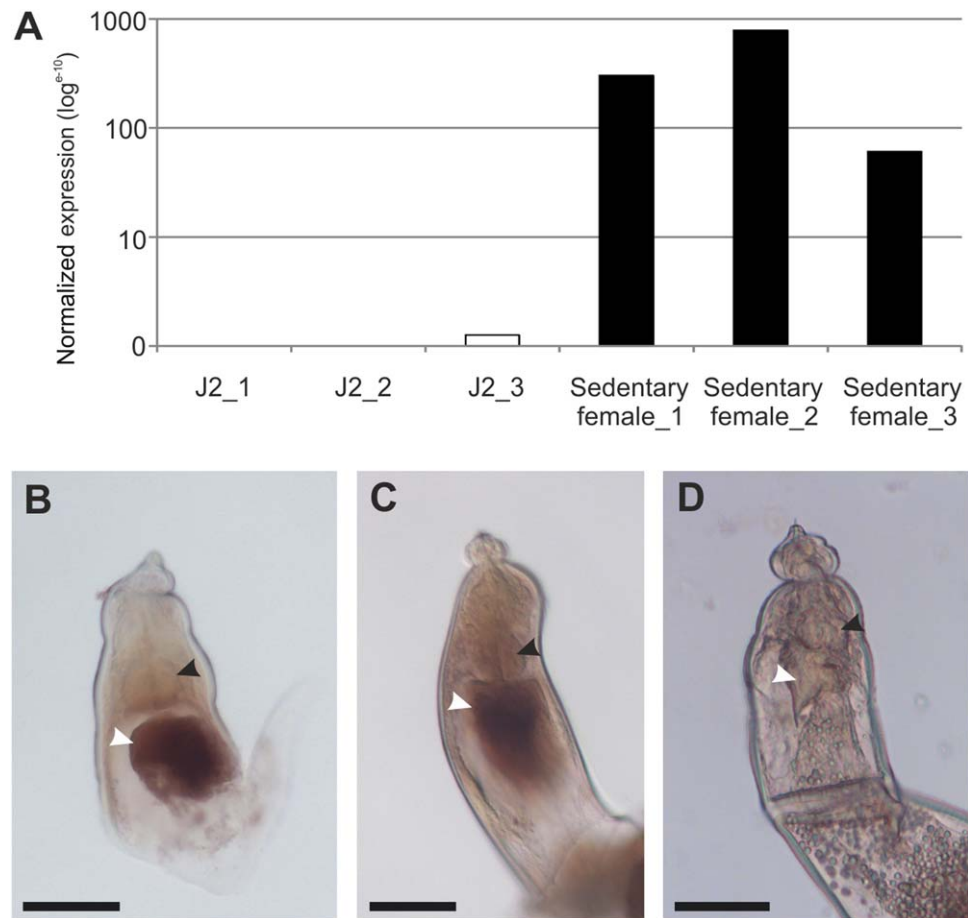 A
Normalized expression (log^e-10)
1000
100
10
0
J2_1
J2_2
J2_3
Sedentary female_1
Sedentary female_2
Sedentary female_3
B
C
D